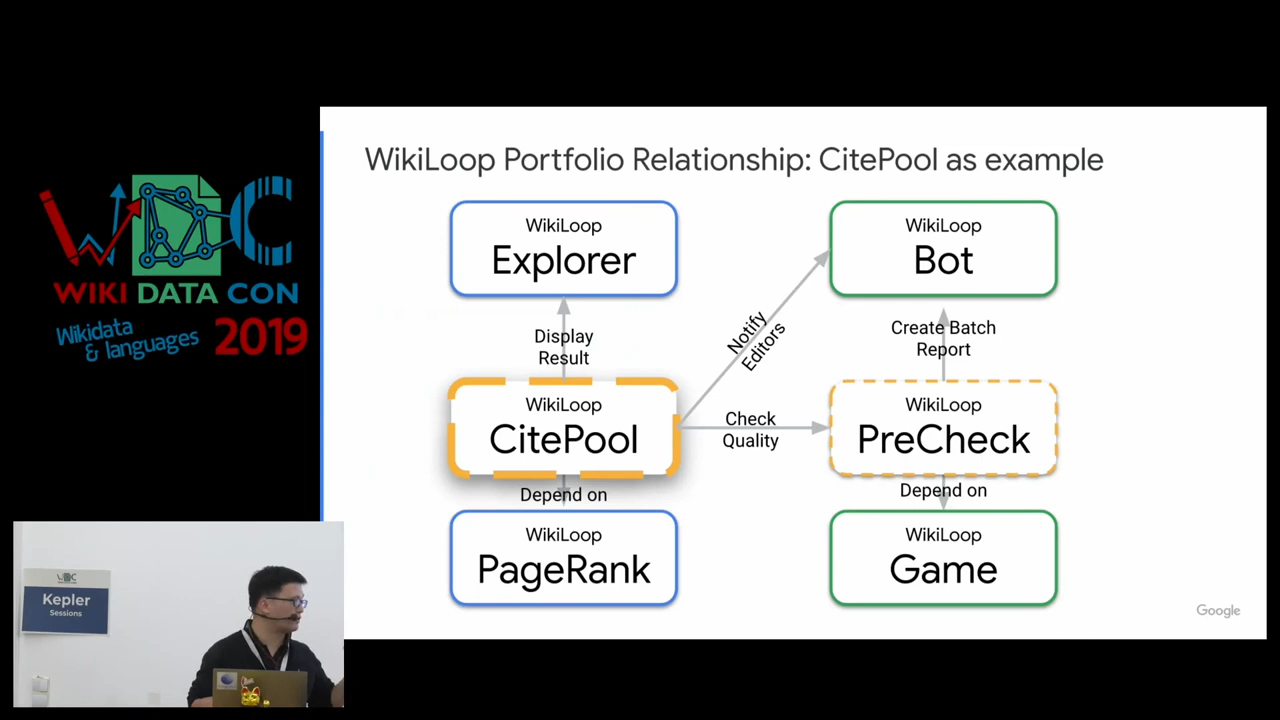 WDC
WIKI DATA CON
Wikidata
& languages
2019
WikiLoop Portfolio Relationship: CitePool as example
WikiLoop
Explorer
WikiLoop
Bot
Display
Result
Notify
Editors
Create Batch
Report
WikiLoop
CitePool
Check
Quality
WikiLoop
PreCheck
Depend on
Depend on
WikiLoop
PageRank
WikiLoop
Game
Google
Kepler
Sessions